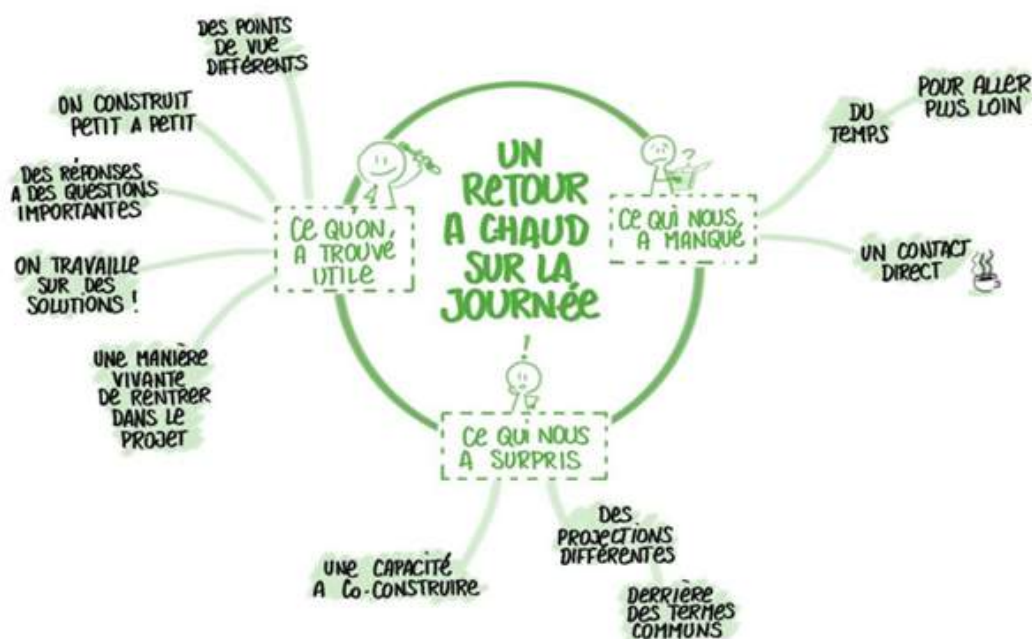 UN
RETOUR
A CHAUD
SUR LA
JOURNÉE
CE QU'ON
A TROUVÉ
UTILE
DES POINTS
DE VUE
DIFFÉRENTS
ON CONSTRUIT
PETIT A PETIT
DES RÉPONSES
A DES QUESTIONS
IMPORTANTES
ON TRAVAILLE
SUR DES
SOLUTIONS !
UNE MANIÈRE
VIVANTE
DE RENTRER
DANS LE
PROJET
CE QUI NOUS
A MANQUÉ
?
DU
TEMPS
POUR ALLER
PLUS LOIN
UN CONTACT
DIRECT
!
CE QUI NOUS
A SURPRIS
UNE CAPACITÉ
A CO-CONSTRUIRE
DES
PROJECTIONS
DIFFÉRENTES
DERRIÈRE
DES TERMES
COMMUNS